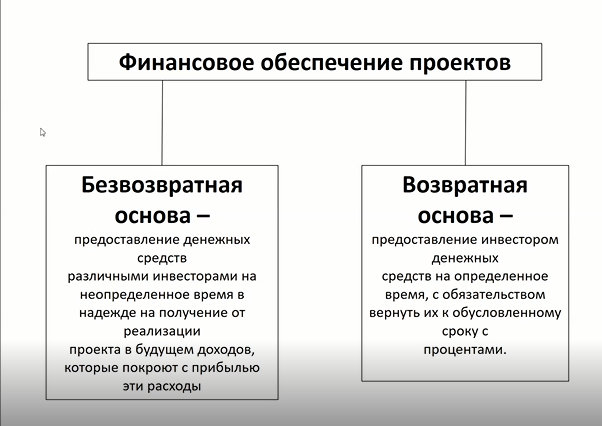 Финансовое обеспечение проектов
Безвозвратная
основа –
предоставление денежных
средств
различными инвесторами на
неопределенное время в
надежде на получение от
реализации
проекта в будущем доходов,
которые покроют с прибылью
эти расходы
Возвратная
основа –
предоставление инвестором
денежных
средств на определенное
время, с обязательством
вернуть их к обусловленному
сроку с
процентами.